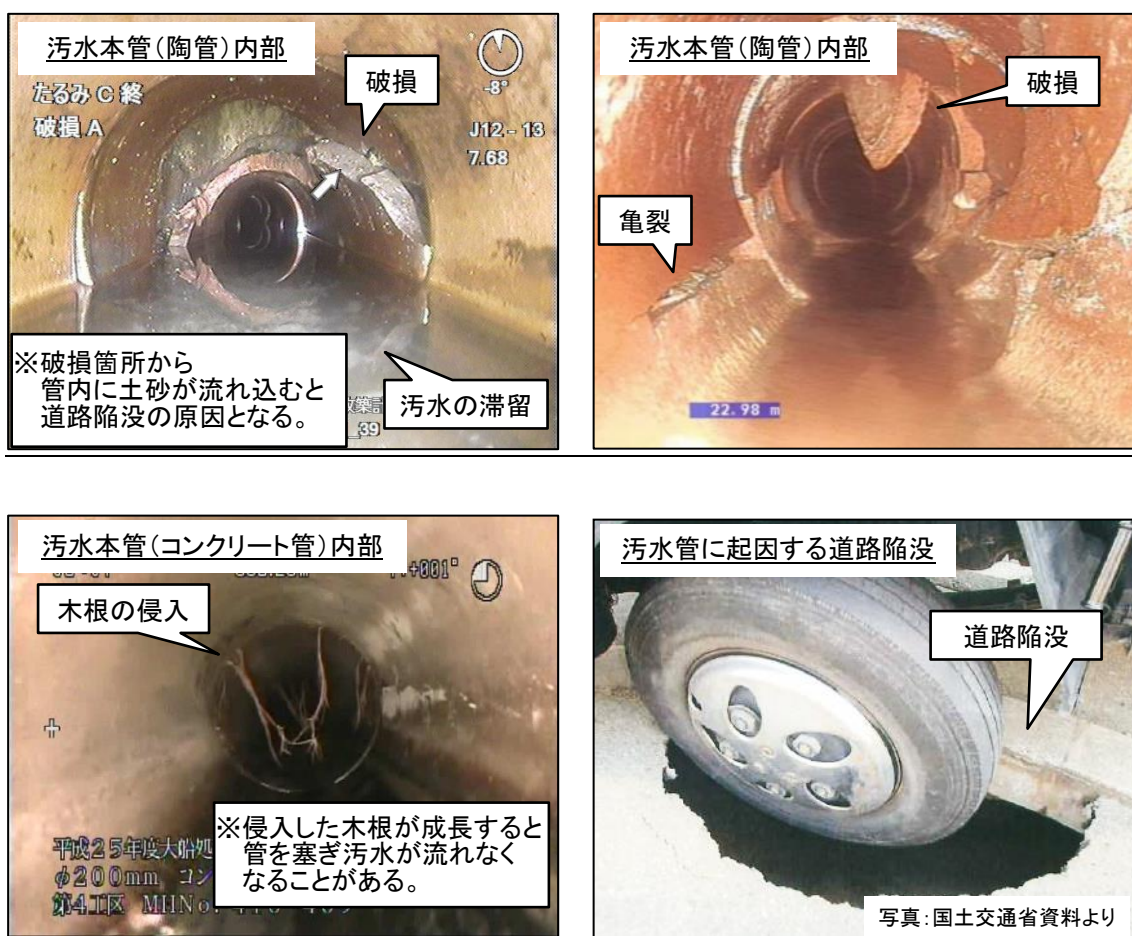 汚水本管(陶管)内部
破損
-8°
たるみ C 終
破損 A
J12-13
7.68
※破損箇所から
管内に土砂が流れ込むと
道路陥没の原因となる。
汚水の滞留
_39
汚水本管(陶管)内部
破損
亀裂
22.98 m
汚水本管(コンクリート管)内部
+001°
木根の侵入
※侵入した木根が成長すると
管を塞ぎ汚水が流れなく
なることがある。
平成25年度大船処
φ200mm コン
第4工区 MHNo.
汚水管に起因する道路陥没
道路陥没
写真:国土交通省資料より